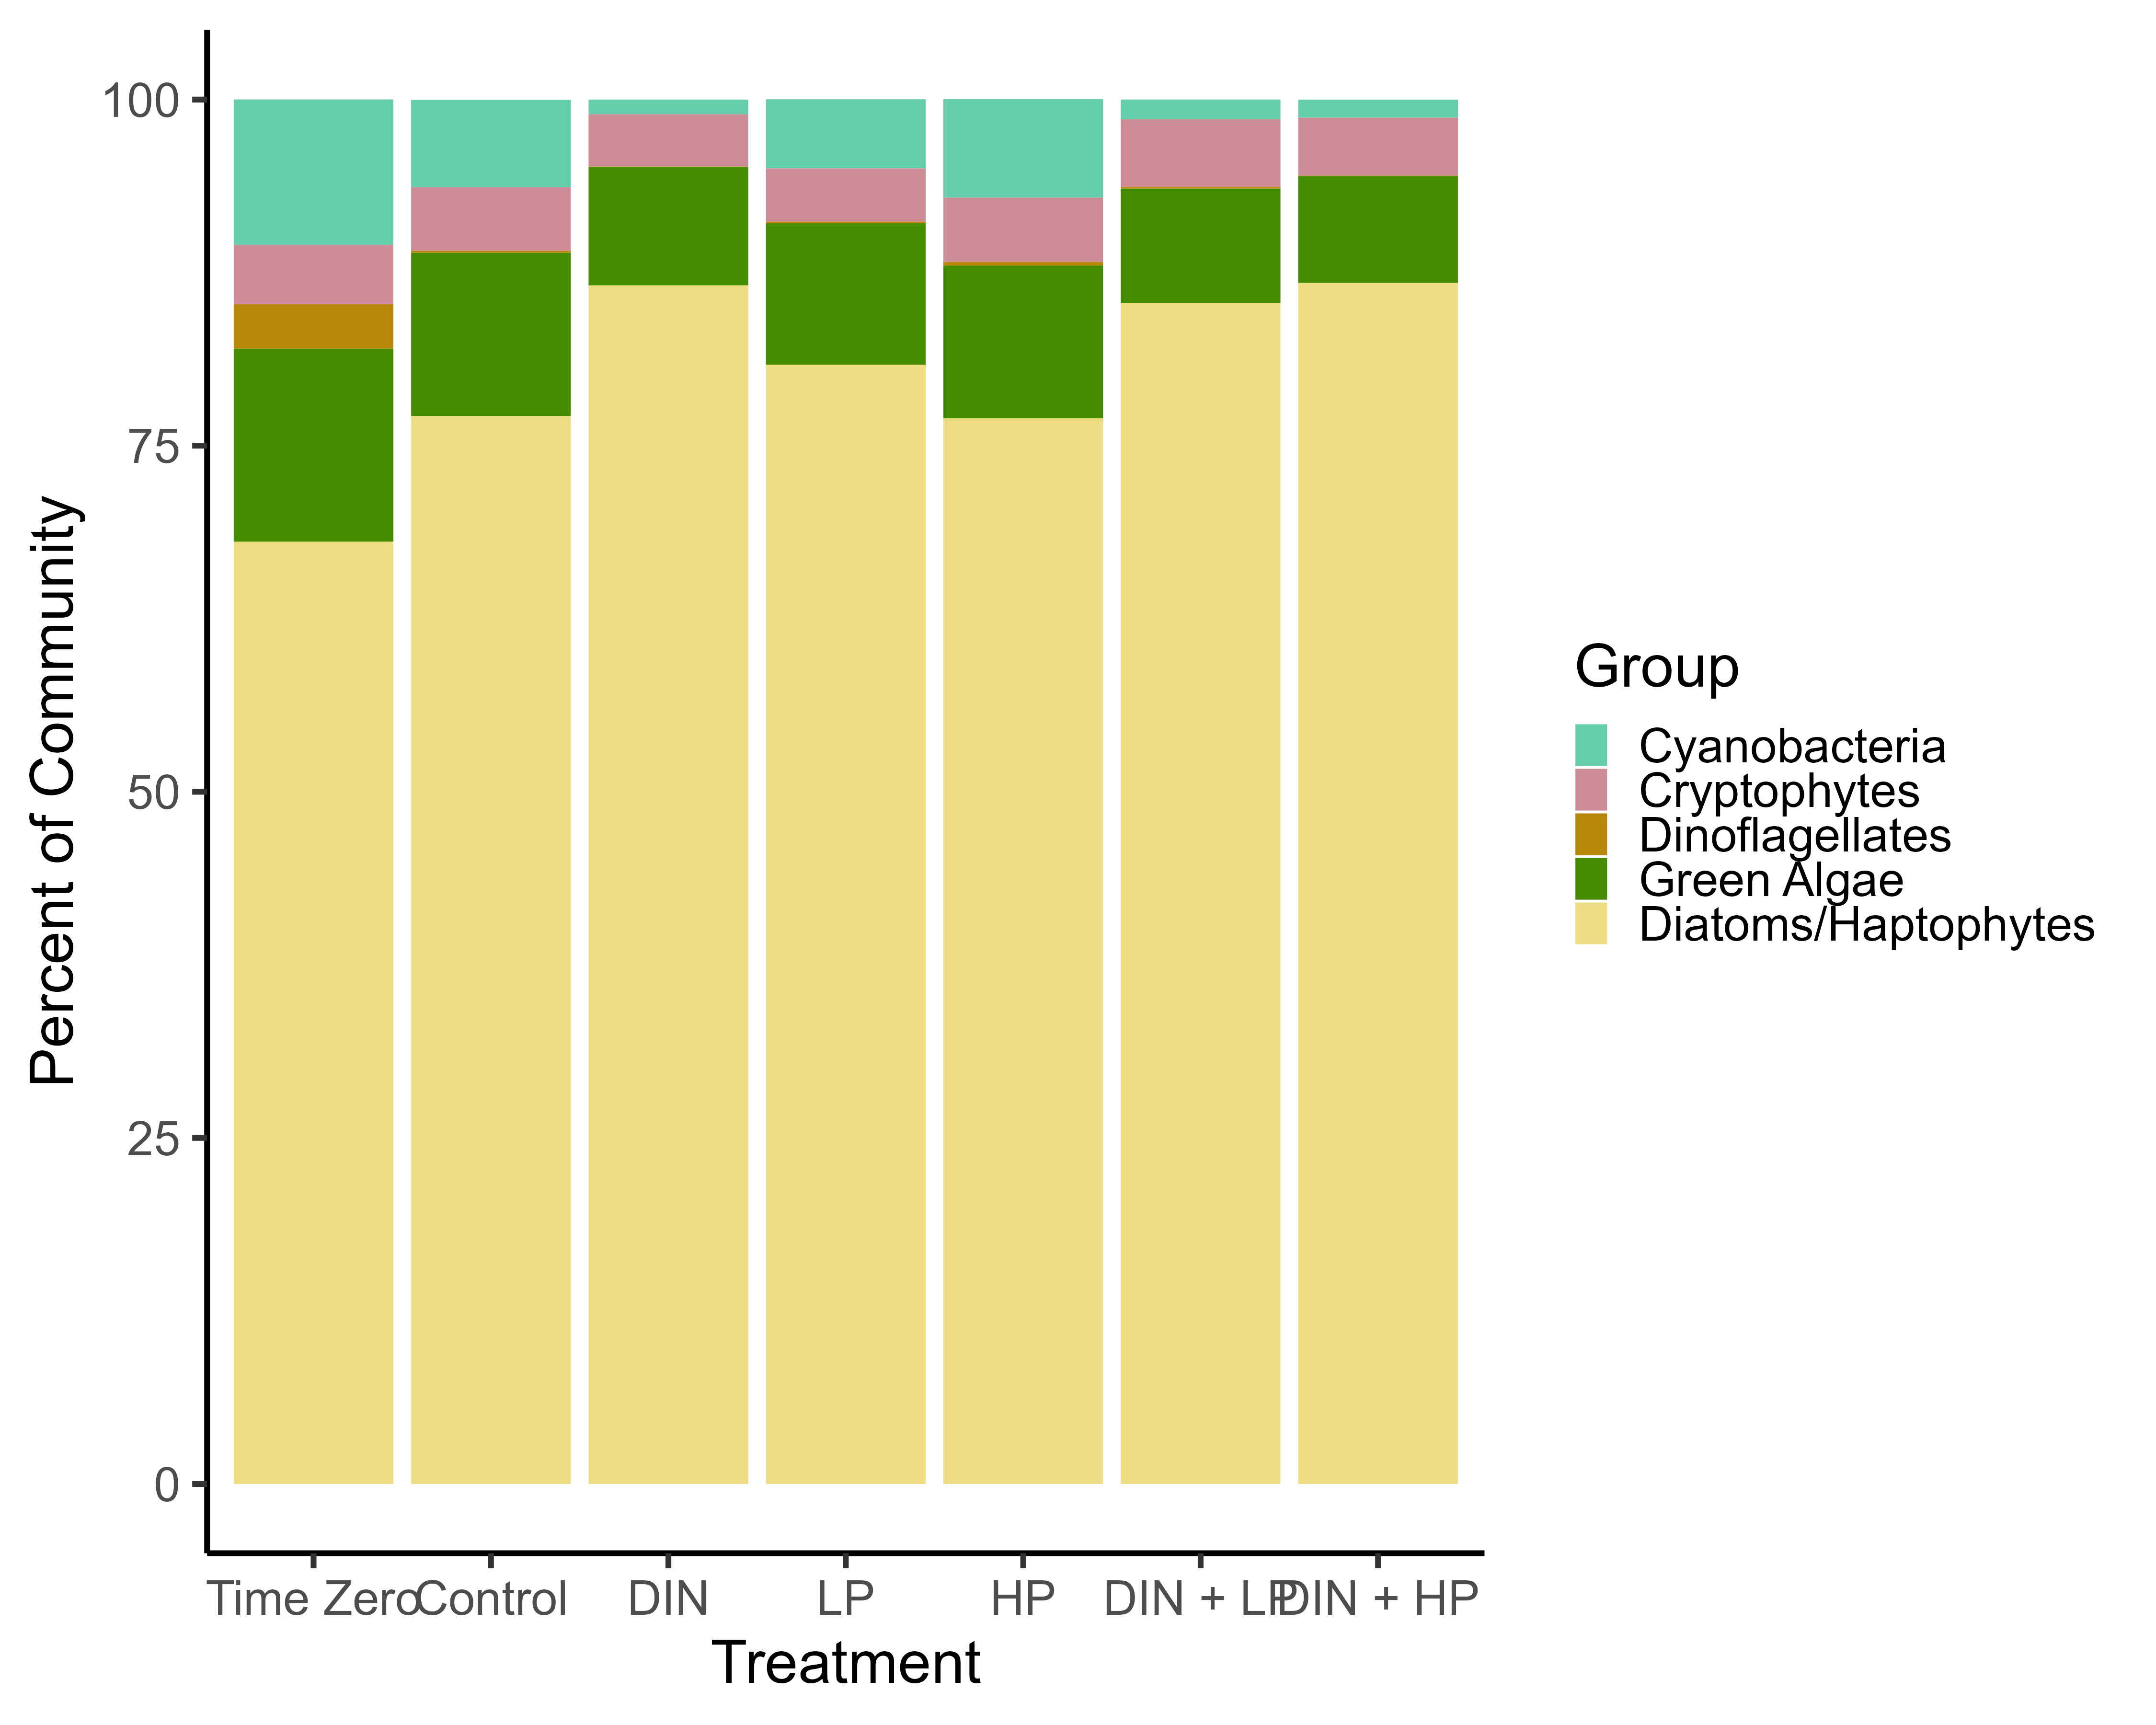 100
75
50
25
0
Percent of Community
Time Zero Control DIN LP HP DIN + LP DIN + HP
Treatment
Group
Cyanobacteria
Cryptophytes
Dinoflagellates
Green Algae
Diatoms/Haptophytes